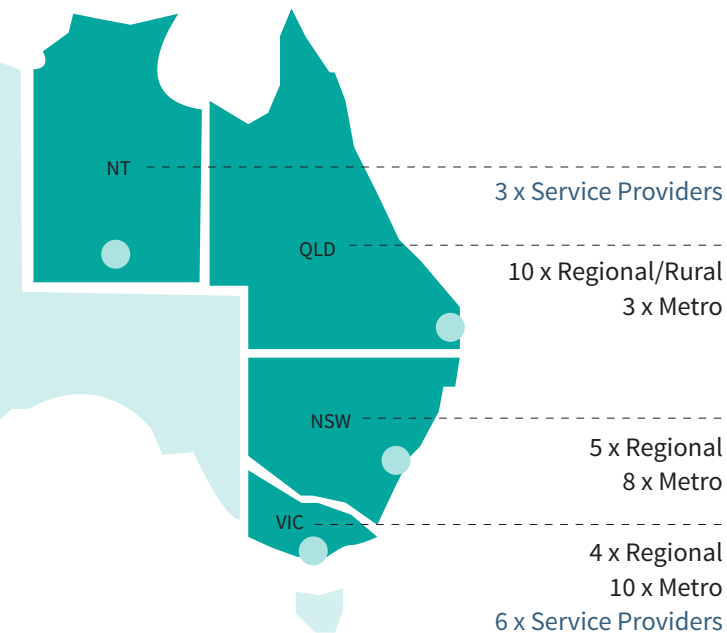 NT
3 x Service Providers
QLD
10 x Regional/Rural
3 x Metro
NSW
5 x Regional
8 x Metro
VIC
4 x Regional
10 x Metro
6 x Service Providers